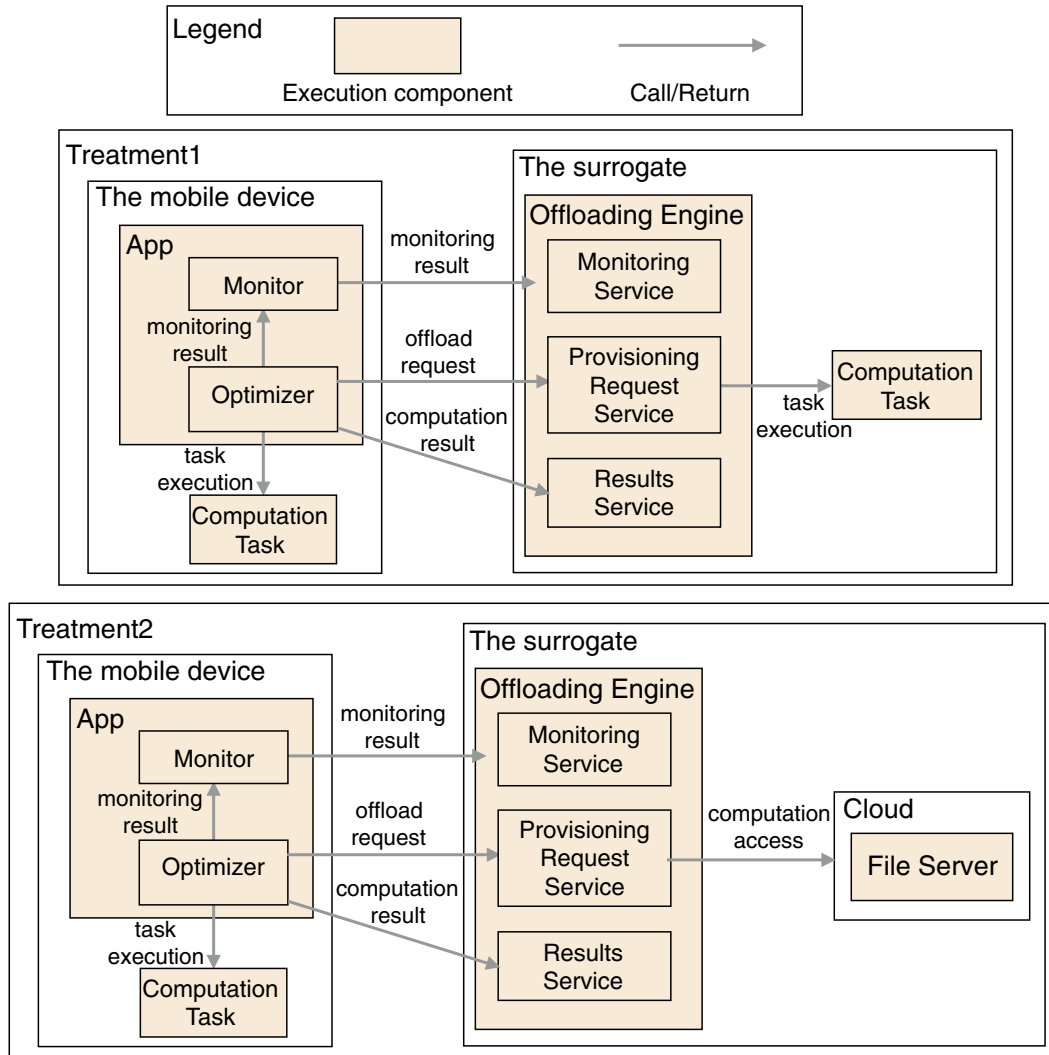 Legend
Execution component
Call/Return
Treatment1
The mobile device
App
Monitor
monitoring
result
Optimizer
task
execution
Computation
Task
monitoring
result
offload
request
computation
result
The surrogate
Offloading Engine
Monitoring
Service
Provisioning
Request
Service
Results
Service
task
execution
Computation
Task
Treatment2
The mobile device
App
Monitor
monitoring
result
Optimizer
task
execution
Computation
Task
monitoring
result
offload
request
computation
result
The surrogate
Offloading Engine
Monitoring
Service
Provisioning
Request
Service
Results
Service
computation
access
Cloud
File Server